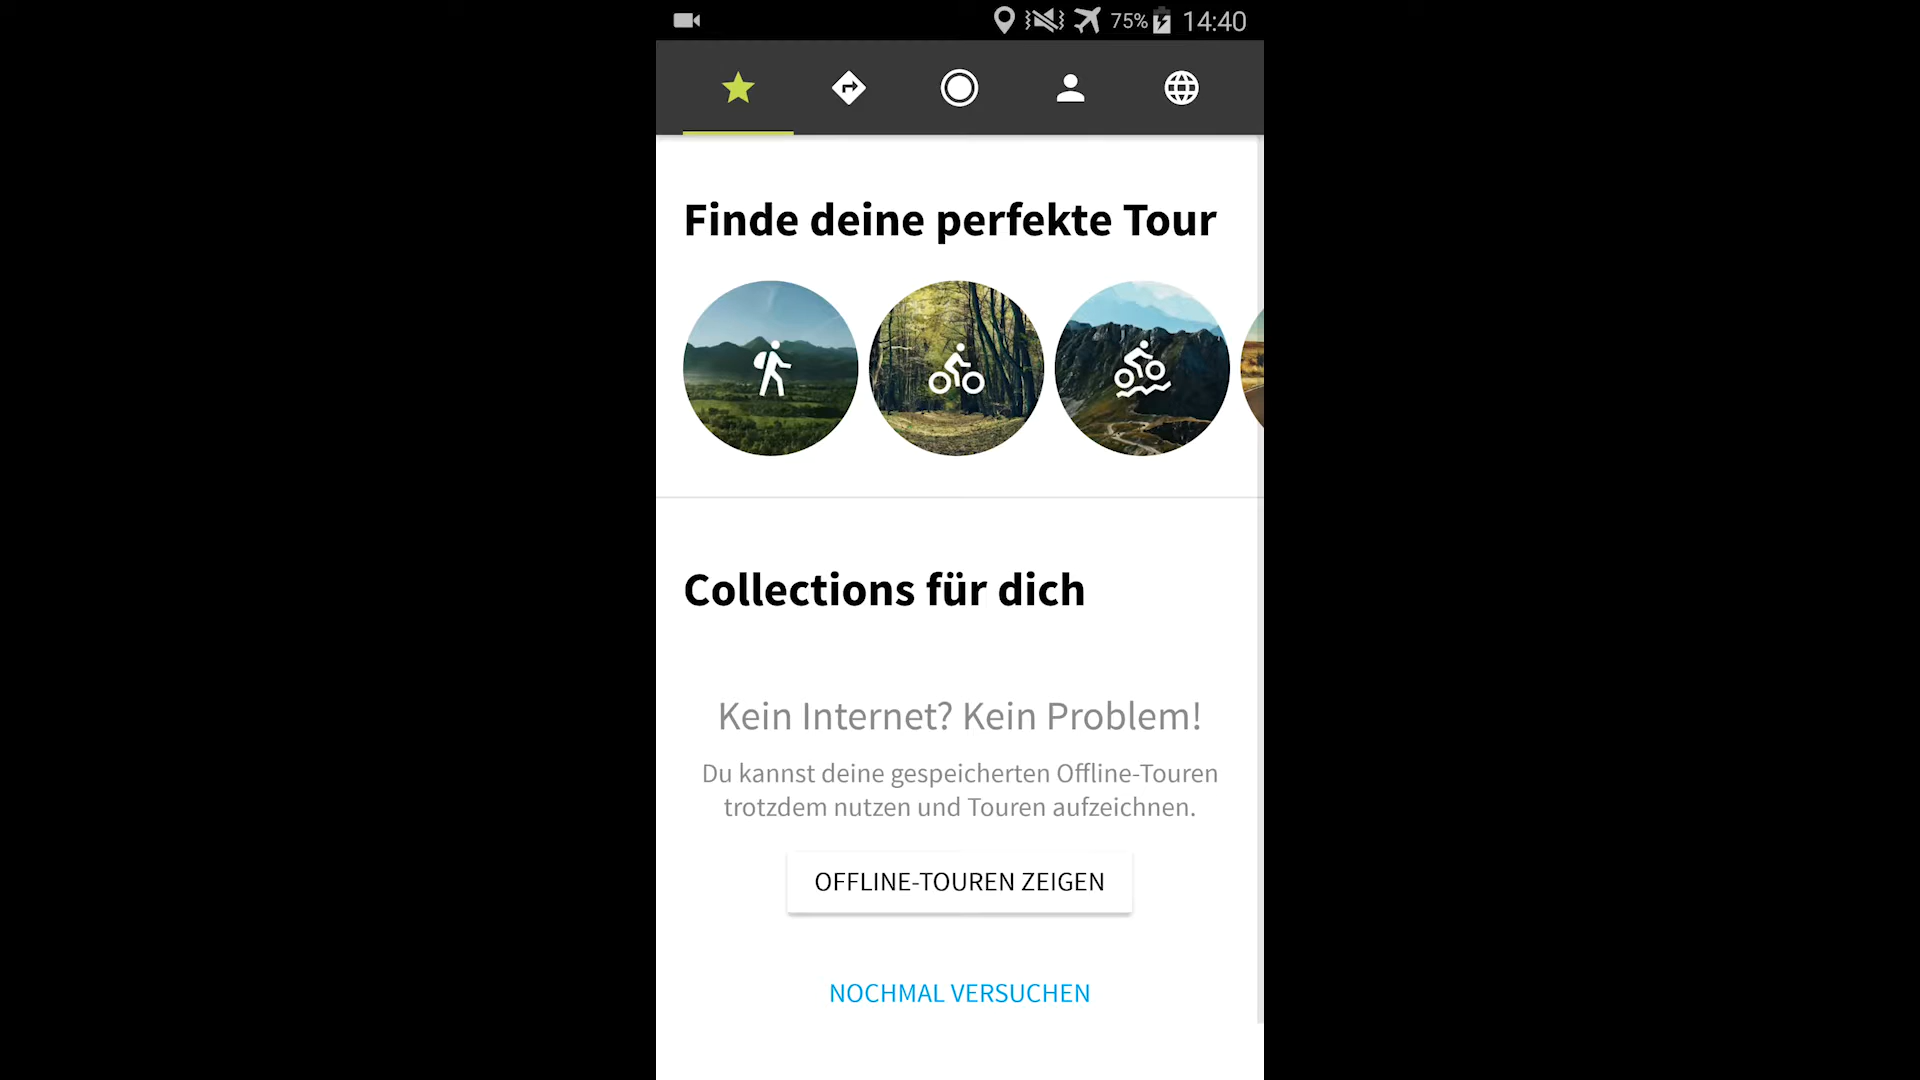 75% 14:40
Finde deine perfekte Tour
Collections für dich
Kein Internet? Kein Problem!
Du kannst deine gespeicherten Offline-Touren
trotzdem nutzen und Touren aufzeichnen.
OFFLINE-TOUREN ZEIGEN
NOCHMAL VERSUCHEN